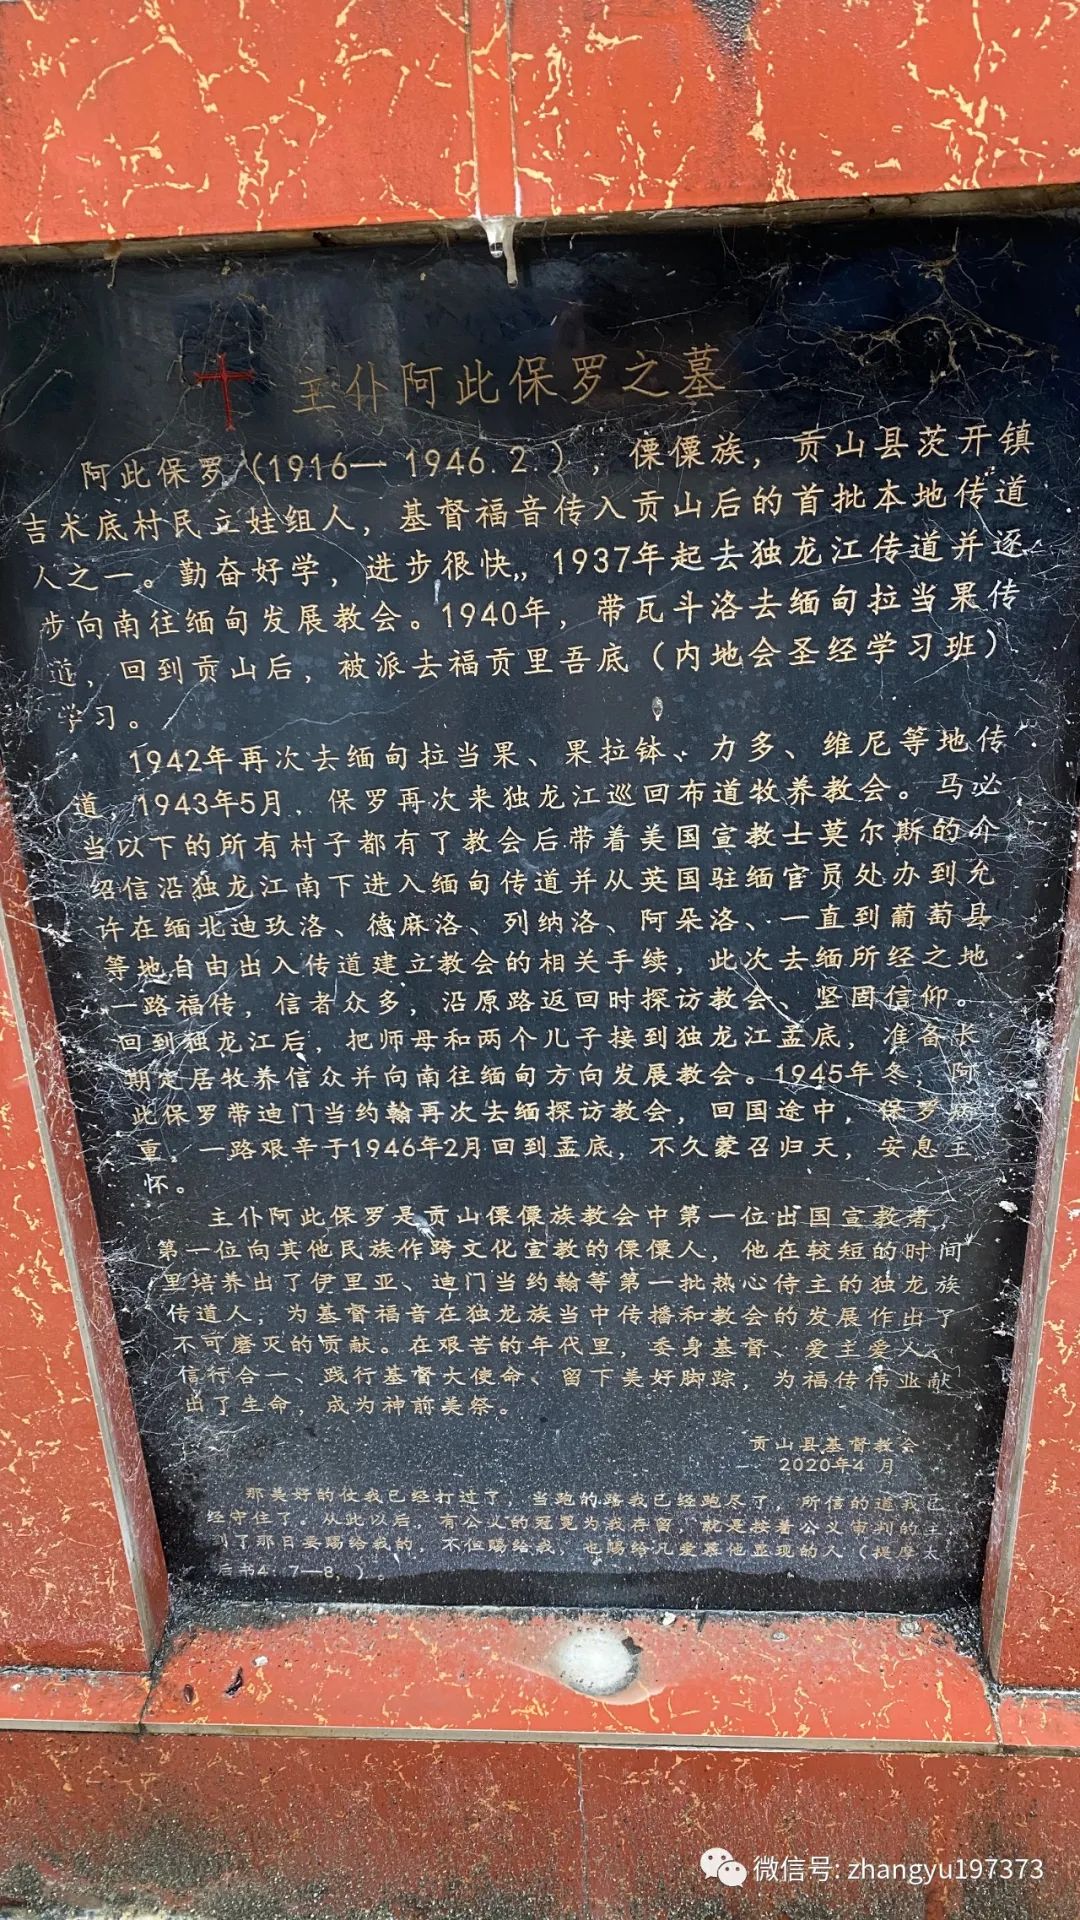 主仆阿此保罗之墓
阿此保罗（1916— 1946.2.），傈僳族，贡山县茨开镇
吉木底村民立娃组人，基督福音传入贡山后的首批本地传道
人之一。勤奋好学，进步很快,，1937年起去独龙江传道并逐
步向南往缅甸发展教会。1940年，带瓦斗洛去缅甸拉当果传
道，回到贡山后，被派去福贡里吾底（内地会圣经学习班）
学习。
1942年再次去缅甸拉当果、果拉钵、力多、维尼等地传
道，1943年5月，保罗再次来独龙江巡回布道牧养教会。马必
当以下的所有村子都有了教会后带着美国宣教士莫尔斯的介
绍信沿独龙江南下进入缅甸传道并从英国驻缅官员处办到允
许在缅北迪玖洛、德麻洛、列纳洛、阿朵洛、一直到葡萄县
等地自由出入传道建立教会的相关手续，此次去缅所经之地
一路福传，信者众多，沿原路返回时探访教会、坚固信仰。
回到独龙江后，把师母和两个儿子接到独龙江孟底，准备长
期定居牧养信众并向南往缅甸方向发展教会。1945年冬，阿
此保罗带迪门当约翰再次去缅探访教会，回国途中，保罗病
重，一路艰辛于1946年2月回到孟底，不久蒙召归天，安息主
怀。
主仆阿此保罗是贡山傈僳族教会中第一位出国宣教者，
第一位向其他民族作跨文化宣教的傈僳人，他在较短的时间
里培养出了伊里亚、迪门当约翰等第一批热心侍主的独龙族
传道人，为基督福音在独龙族当中传播和教会的发展作出了
不可磨灭的贡献。在艰苦的年代里，委身基督、爱主爱人、
信行合一、践行基督大使命、留下美好脚踪，为福传伟业献
出了生命，成为神前美祭。
贡山县基督教会
2020年4 月
那美好的仗我已经打过了，当跑的路我已经跑尽了，所信的道我已
经守住了。从此以后，有公义的冠冕为我存留，就是按着公义审判的主
到了那日要赐给我的，不但赐给我，也赐给凡爱慕他显现的人（提摩太
后书4：7—8，）。
微信号: zhangyu197373